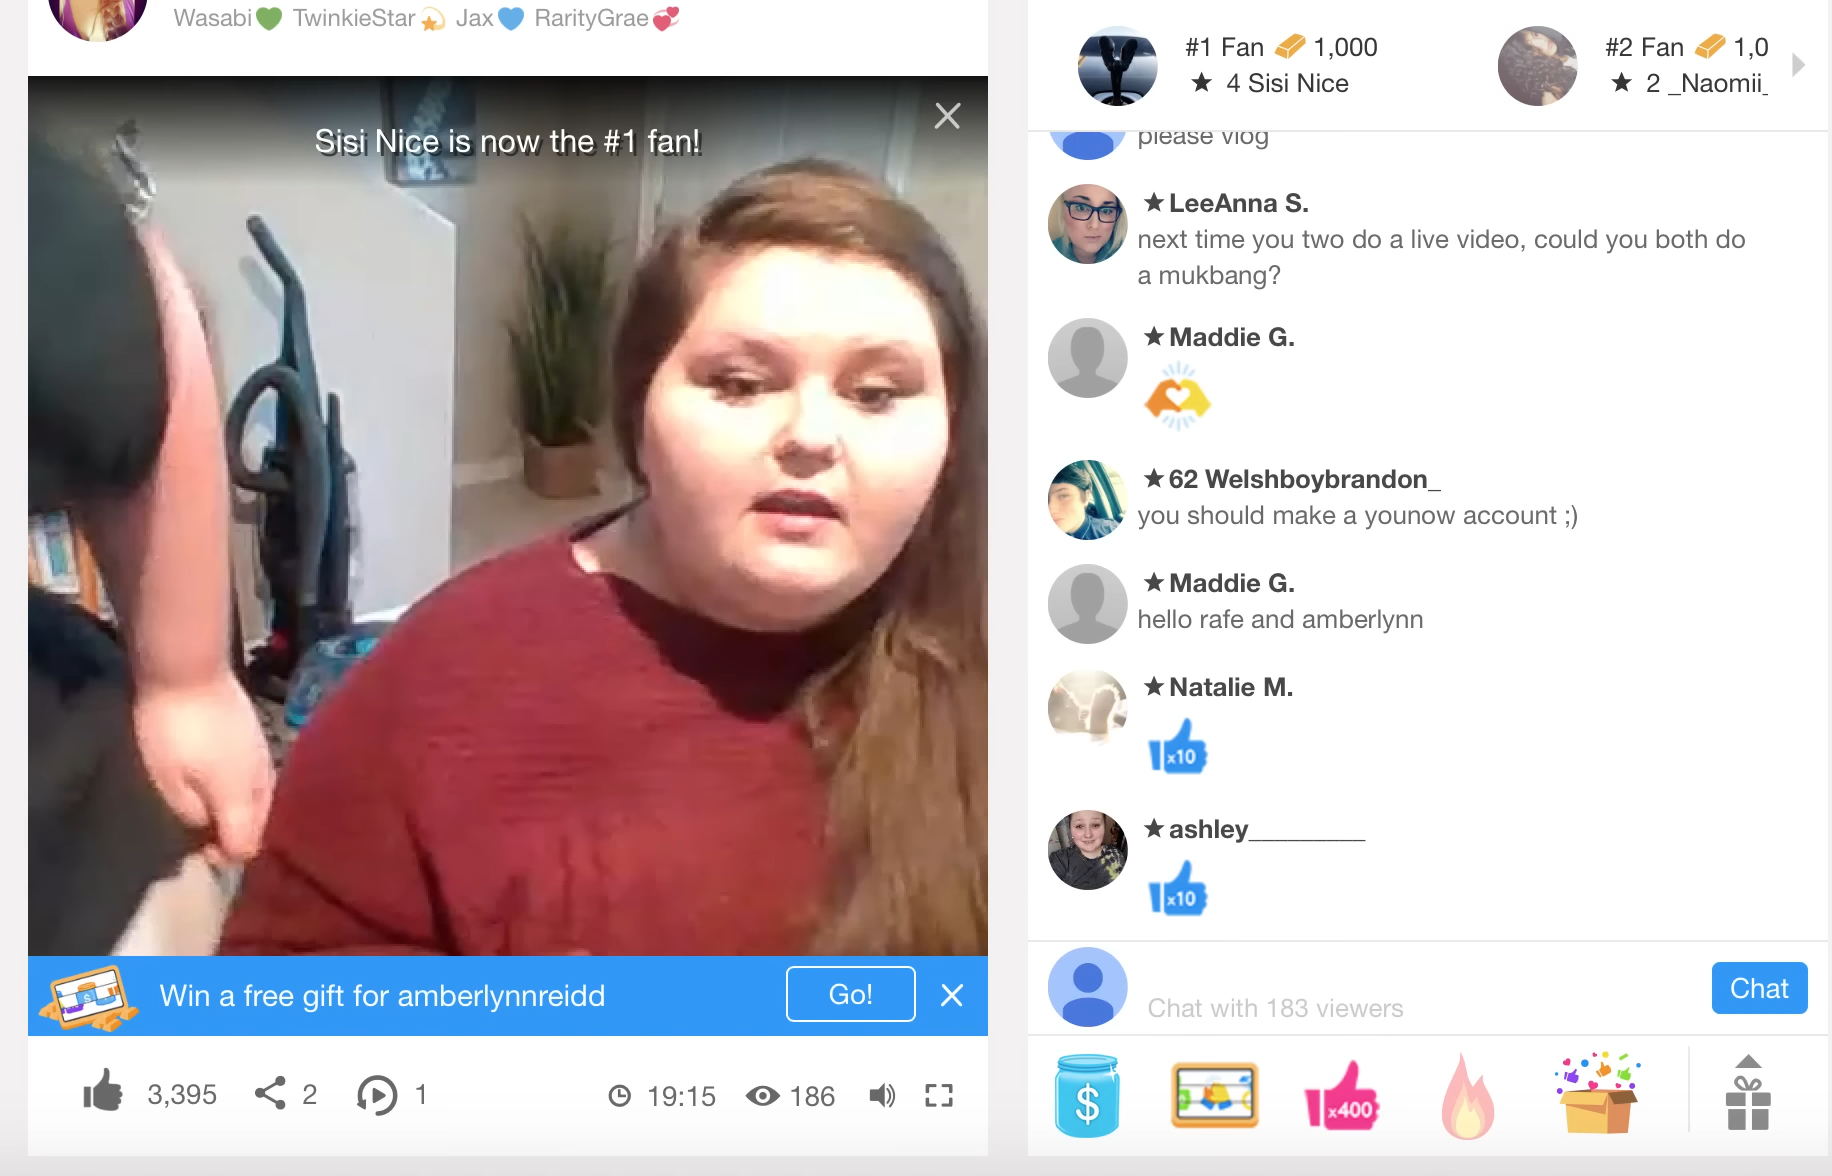 Wasabi💚 TwinkieStar💫 Jax💙 RarityGrae💞
Sisi Nice is now the #1 fan!
Win a free gift for amberlynnreidd
Go!
3,395
2
1
19:15
186
#1 Fan 1,000
★ 4 Sisi Nice
#2 Fan 1,0
★ 2 _Naomii_
please vlog
★ LeeAnna S.
next time you two do a live video, could you both do
a mukbang?
★ Maddie G.
★ 62 Welshboybrandon_
you should make a younow account ;)
★ Maddie G.
hello rafe and amberlynn
★ Natalie M.
x10
★ ashley_________
x10
Chat with 183 viewers
Chat
$
x400